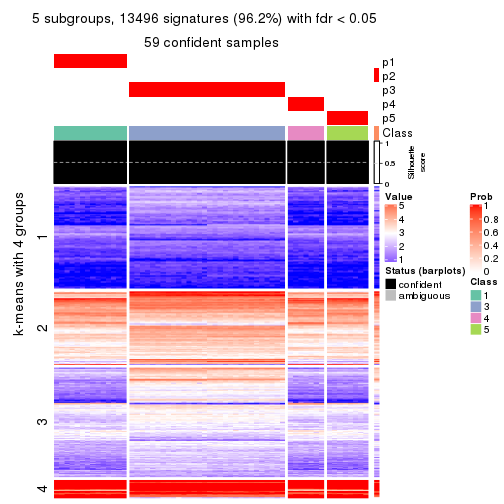 5 subgroups, 13496 signatures (96.2%) with fdr < 0.05
59 confident samples
p1
p2
p3
p4
p5
Class
1
0.5
0
Silhouette
score
k-means with 4 groups
1
2
3
4
Value
5
4
3
2
1
Status (barplots)
confident
ambiguous
Prob
1
0.8
0.6
0.4
0.2
0
Class
1
3
4
5